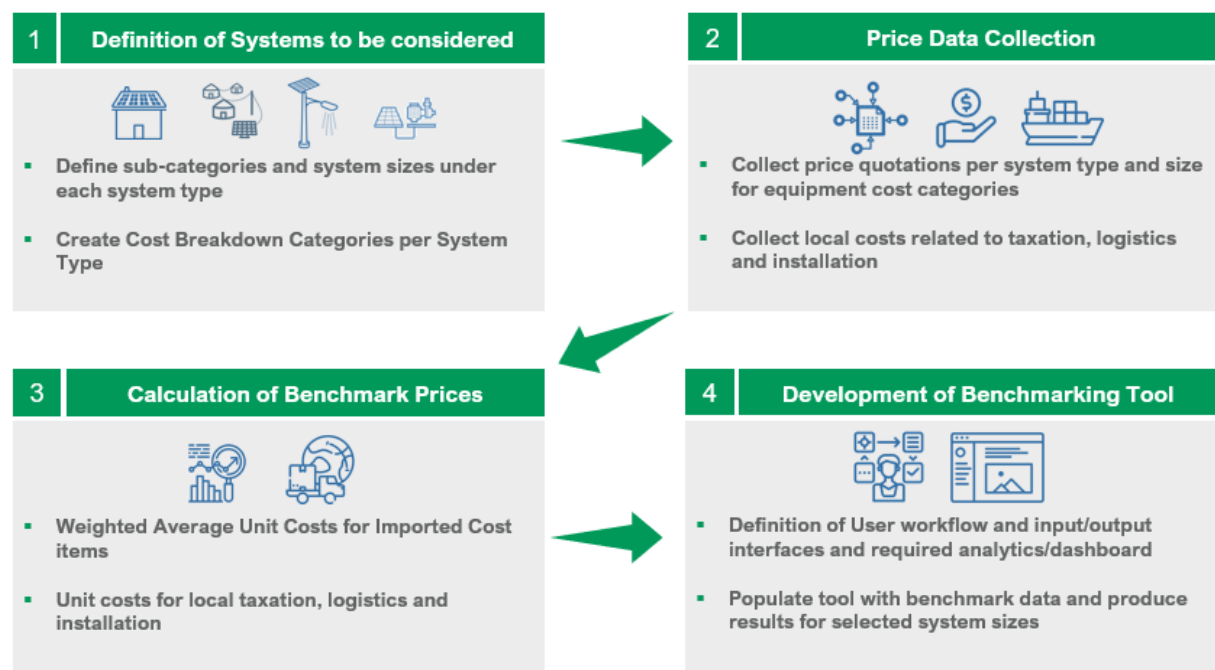 1
Definition of Systems to be considered
▪ Define sub-categories and system sizes under
each system type
▪ Create Cost Breakdown Categories per System
Type
2
Price Data Collection
$
▪ Collect price quotations per system type and size
for equipment cost categories
▪ Collect local costs related to taxation, logistics
and installation
3
Calculation of Benchmark Prices
▪ Weighted Average Unit Costs for Imported Cost
items
▪ Unit costs for local taxation, logistics and
installation
4
Development of Benchmarking Tool
▪ Definition of User workflow and input/output
interfaces and required analytics/dashboard
▪ Populate tool with benchmark data and produce
results for selected system sizes